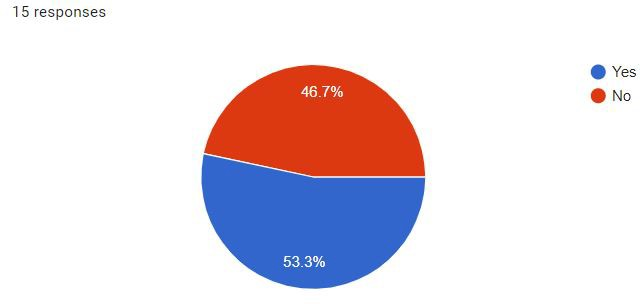 15 responses
Yes
No
46.7%
53.3%